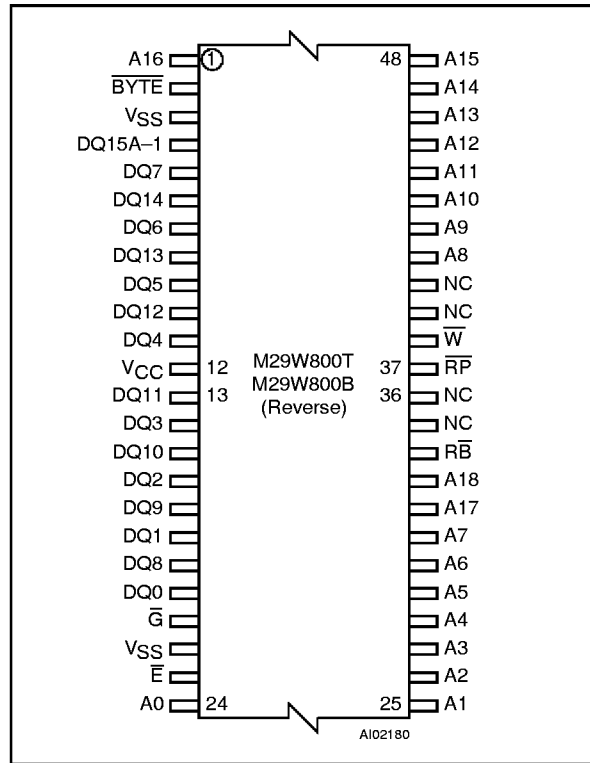 A16 1 48 A15
B̅Y̅T̅E̅ A14
VSS A13
DQ15A–1 A12
DQ7 A11
DQ14 A10
DQ6 A9
DQ13 A8
DQ5 NC
DQ12 NC
DQ4 W̅
VCC 12 M29W800T 37 R̅P̅
DQ11 13 M29W800B 36 NC
(Reverse)
DQ3 NC
DQ10 RB̅
DQ2 A18
DQ9 A17
DQ1 A7
DQ8 A6
DQ0 A5
G̅ A4
VSS A3
E̅ A2
A0 24 25 A1
AI02180